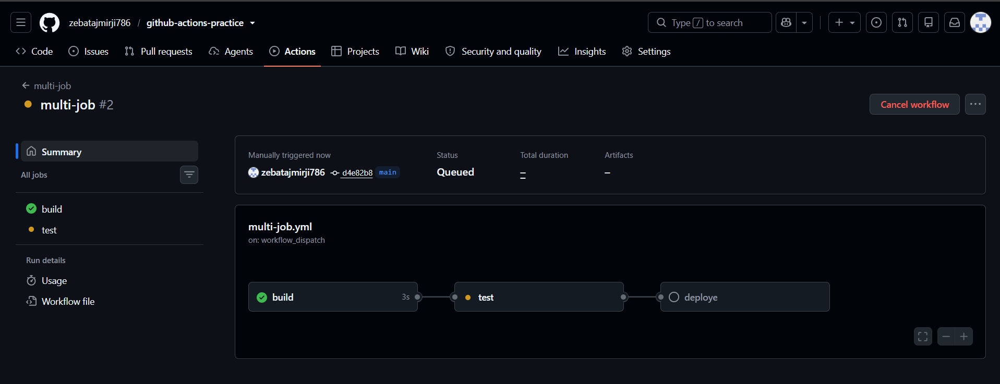 zebatajmirji786 / github-actions-practice
Type / to search
Code Issues Pull requests Agents Actions Projects Wiki Security and quality Insights Settings
multi-job
multi-job #2
Cancel workflow
Summary
All jobs
build
test
Run details
Usage
Workflow file
Manually triggered now
zebatajmirji786 d4e82b8 main
Status
Queued
Total duration
–
Artifacts
–
multi-job.yml
on: workflow_dispatch
build 3s
test
deploye